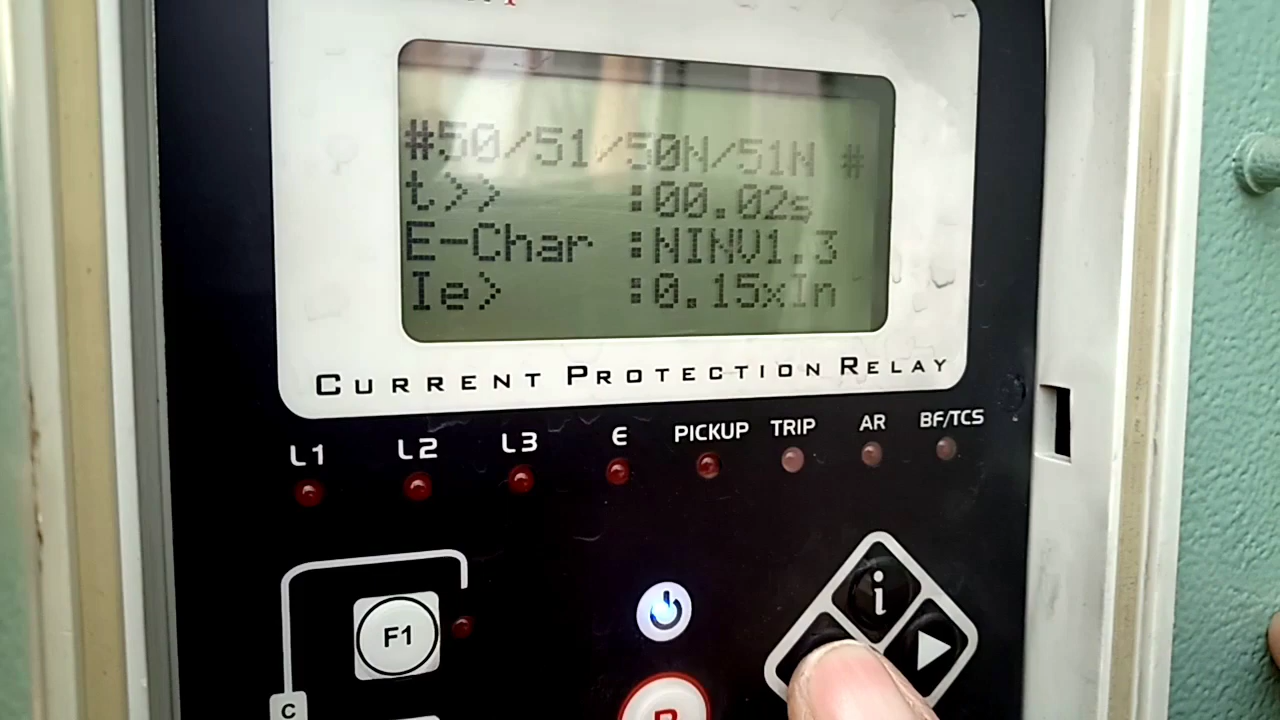 #50/51/50N/51N #
t>> :00.02s
E-Char :NINV1.3
Ie> :0.15xIn
CURRENT PROTECTION RELAY
L1 L2 L3 E PICKUP TRIP AR BF/TCS
i
F1
C
R